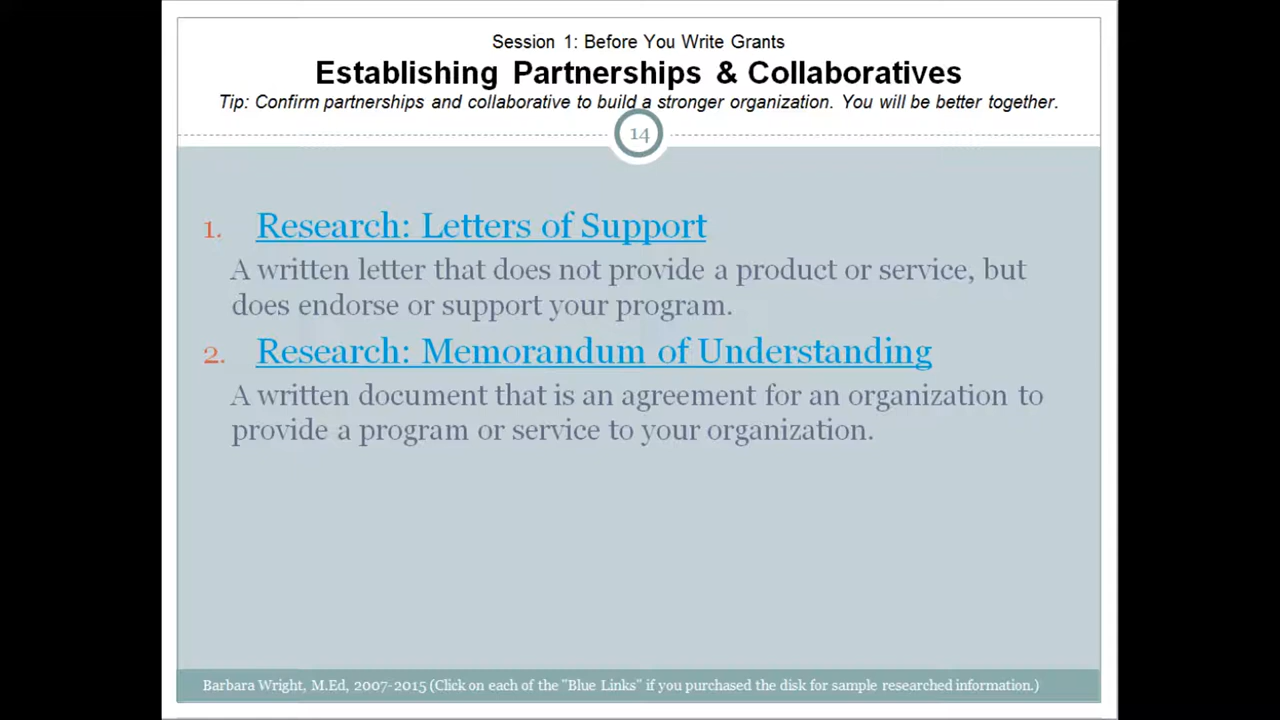 Session 1: Before You Write Grants
Establishing Partnerships & Collaboratives
Tip: Confirm partnerships and collaborative to build a stronger organization. You will be better together.
14
1. Research: Letters of Support
A written letter that does not provide a product or service, but
does endorse or support your program.
2. Research: Memorandum of Understanding
A written document that is an agreement for an organization to
provide a program or service to your organization.
Barbara Wright, M.Ed, 2007-2015 (Click on each of the "Blue Links" if you purchased the disk for sample researched information.)